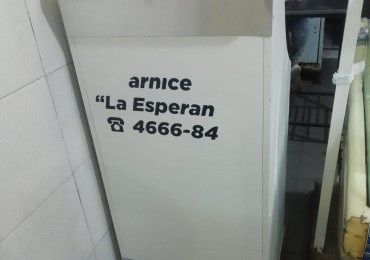 arnice
“La Esperan
☎ 4666-84